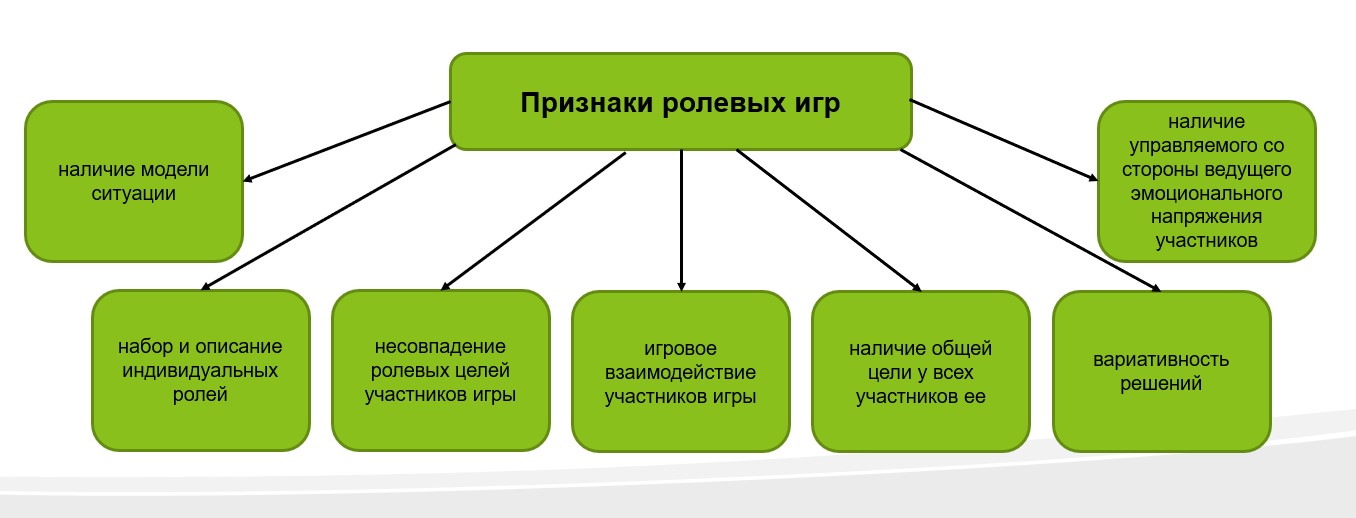 Признаки ролевых игр
наличие модели
ситуации
наличие
управляемого со
стороны ведущего
эмоционального
напряжения
участников
набор и описание
индивидуальных
ролей
несовпадение
ролевых целей
участников игры
игровое
взаимодействие
участников игры
наличие общей
цели у всех
участников ее
вариативность
решений